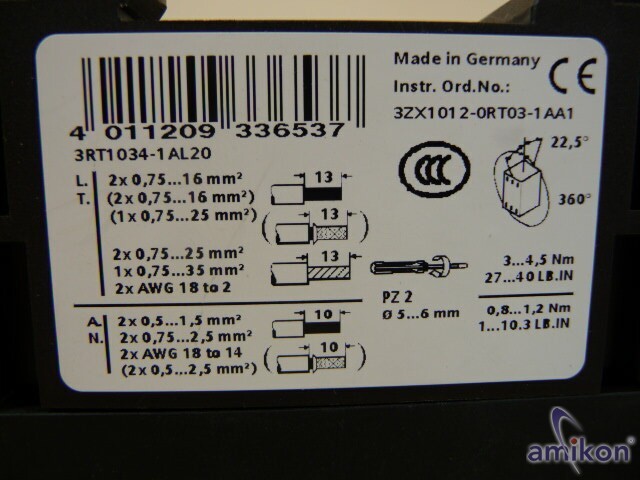 4 011209 336537
3RT1034-1AL20
Made in Germany
Instr. Ord.No.:
CE
3ZX1012-0RT03-1AA1
CCC
22,5°
360°
L. 2x 0,75...16 mm² 13
T. (2x 0,75...16 mm²)
(1x 0,75...25 mm²) ( 13 )
2x 0,75...25 mm² 13
1x 0,75...35 mm²
2x AWG 18 to 2
3...4,5 Nm
27...40 LB.IN
PZ 2
Ø 5...6 mm
A. 2x 0,5...1,5 mm² 10
N. 2x 0,75...2,5 mm²
2x AWG 18 to 14
(2x 0,5...2,5 mm²) ( 10 )
0,8...1,2 Nm
1...10.3 LB.IN
amikon